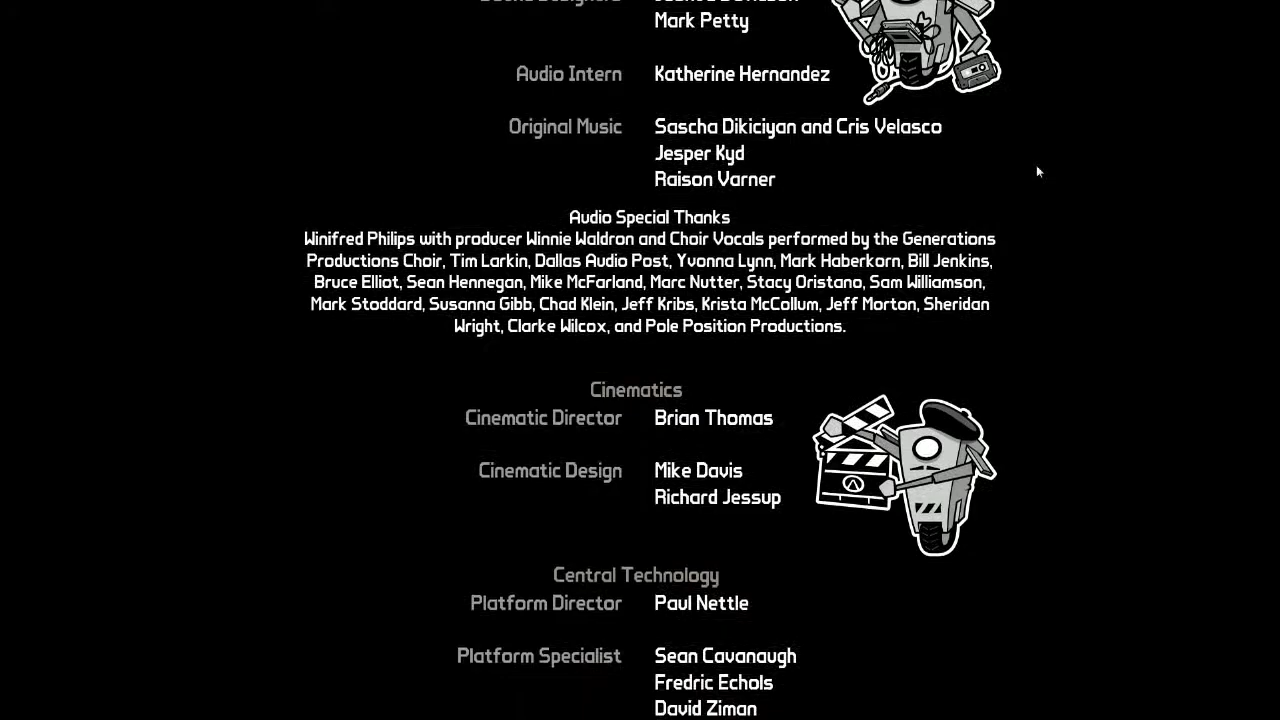 Mark Petty
Audio Intern Katherine Hernandez
Original Music Sascha Dikiciyan and Cris Velasco
Jesper Kyd
Raison Varner
Audio Special Thanks
Winifred Philips with producer Winnie Waldron and Choir Vocals performed by the Generations
Productions Choir, Tim Larkin, Dallas Audio Post, Yvonna Lynn, Mark Haberkorn, Bill Jenkins,
Bruce Elliot, Sean Hennegan, Mike McFarland, Marc Nutter, Stacy Oristano, Sam Williamson,
Mark Stoddard, Susanna Gibb, Chad Klein, Jeff Kribs, Krista McCollum, Jeff Morton, Sheridan
Wright, Clarke Wilcox, and Pole Position Productions.
Cinematics
Cinematic Director Brian Thomas
Cinematic Design Mike Davis
Richard Jessup
Central Technology
Platform Director Paul Nettle
Platform Specialist Sean Cavanaugh
Fredric Echols
David Ziman